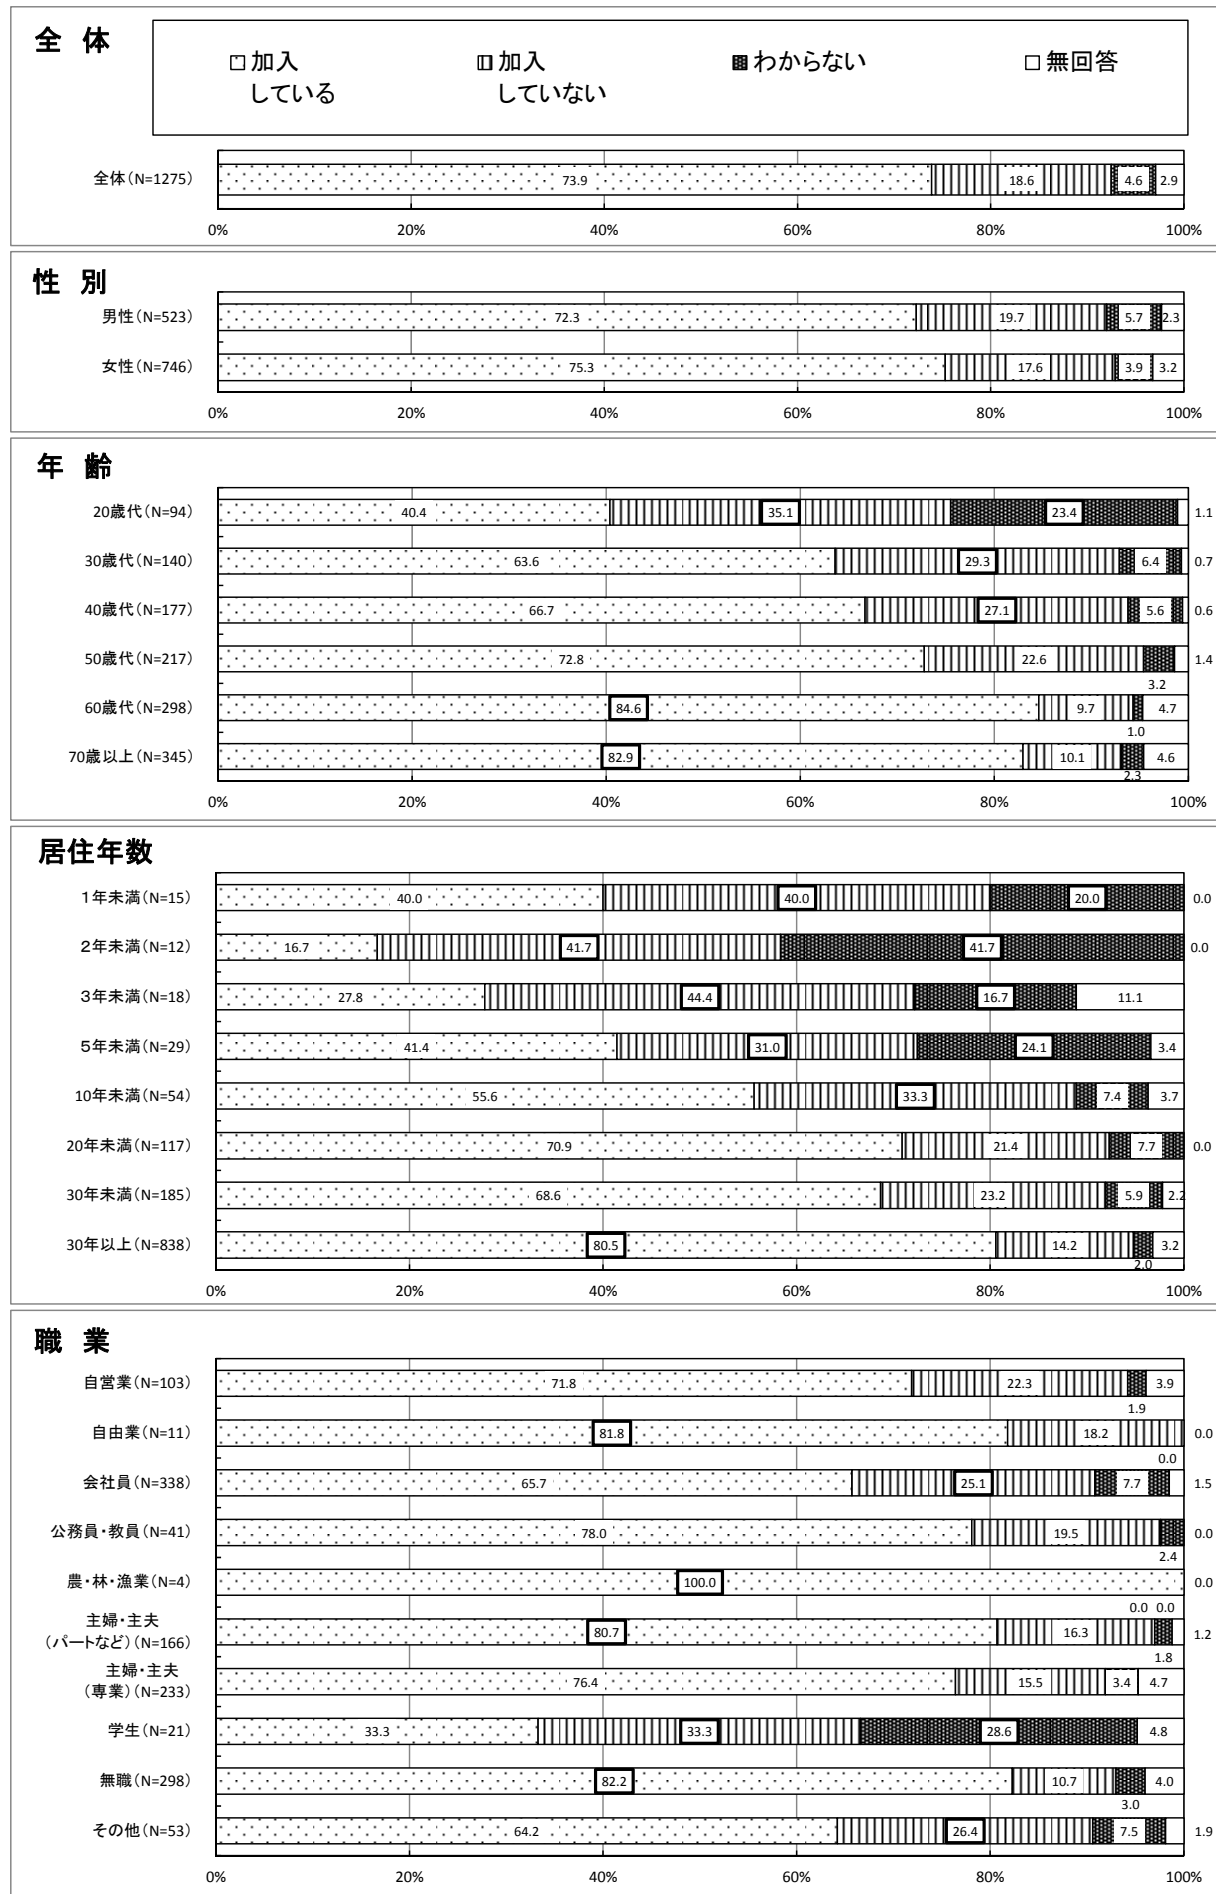 全 体
加入 加入 わからない 無回答
している していない
全体(N=1275) 73.9 18.6 4.6 2.9
0% 20% 40% 60% 80% 100%
性 別
男性(N=523) 72.3 19.7 5.7 2.3
女性(N=746) 75.3 17.6 3.9 3.2
0% 20% 40% 60% 80% 100%
年 齢
20歳代(N=94) 40.4 35.1 23.4 1.1
30歳代(N=140) 63.6 29.3 6.4 0.7
40歳代(N=177) 66.7 27.1 5.6 0.6
50歳代(N=217) 72.8 22.6 1.4
3.2
60歳代(N=298) 84.6 9.7 4.7
1.0
70歳以上(N=345) 82.9 10.1 4.6
2.3
0% 20% 40% 60% 80% 100%
居住年数
1年未満(N=15) 40.0 40.0 20.0 0.0
2年未満(N=12) 16.7 41.7 41.7 0.0
3年未満(N=18) 27.8 44.4 16.7 11.1
5年未満(N=29) 41.4 31.0 24.1 3.4
10年未満(N=54) 55.6 33.3 7.4 3.7
20年未満(N=117) 70.9 21.4 7.7 0.0
30年未満(N=185) 68.6 23.2 5.9 2.2
30年以上(N=838) 80.5 14.2 3.2
2.0
0% 20% 40% 60% 80% 100%
職 業
自営業(N=103) 71.8 22.3 3.9
1.9
自由業(N=11) 81.8 18.2 0.0
0.0
会社員(N=338) 65.7 25.1 7.7 1.5
公務員・教員(N=41) 78.0 19.5 0.0
2.4
農・林・漁業(N=4) 100.0 0.0
0.0 0.0
主婦・主夫
(パートなど)(N=166) 80.7 16.3 1.2
1.8
主婦・主夫
(専業)(N=233) 76.4 15.5 3.4 4.7
学生(N=21) 33.3 33.3 28.6 4.8
無職(N=298) 82.2 10.7 4.0
3.0
その他(N=53) 64.2 26.4 7.5 1.9
0% 20% 40% 60% 80% 100%